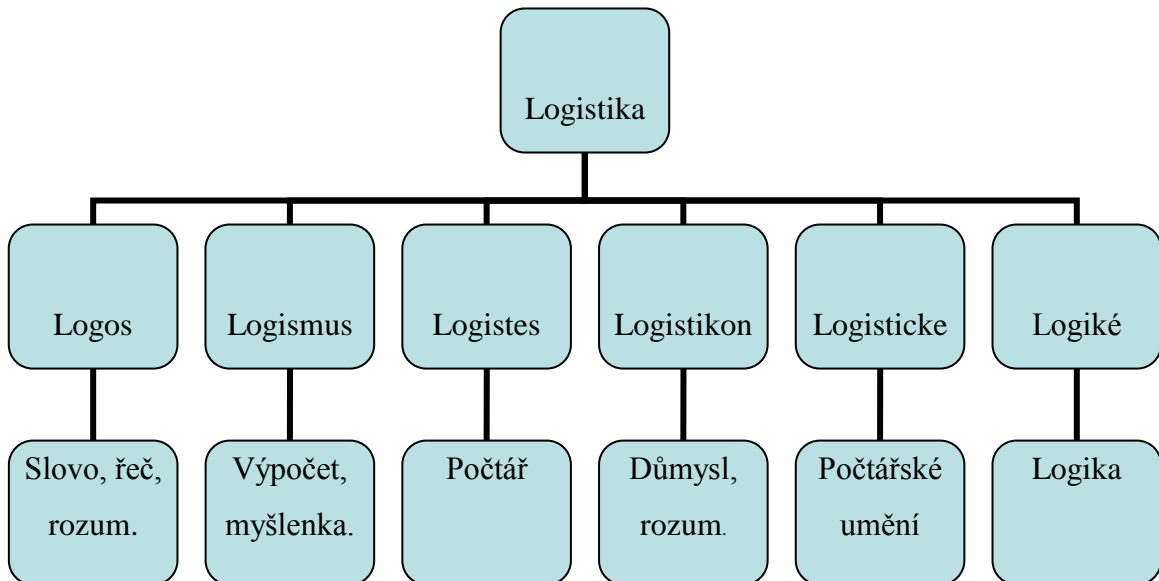 Logistika
Logos
Logismus
Logistes
Logistikon
Logisticke
Logiké
Slovo, řeč,
rozum.
Výpočet,
myšlenka.
Počtář
Důmysl,
rozum.
Počtářské
umění
Logika